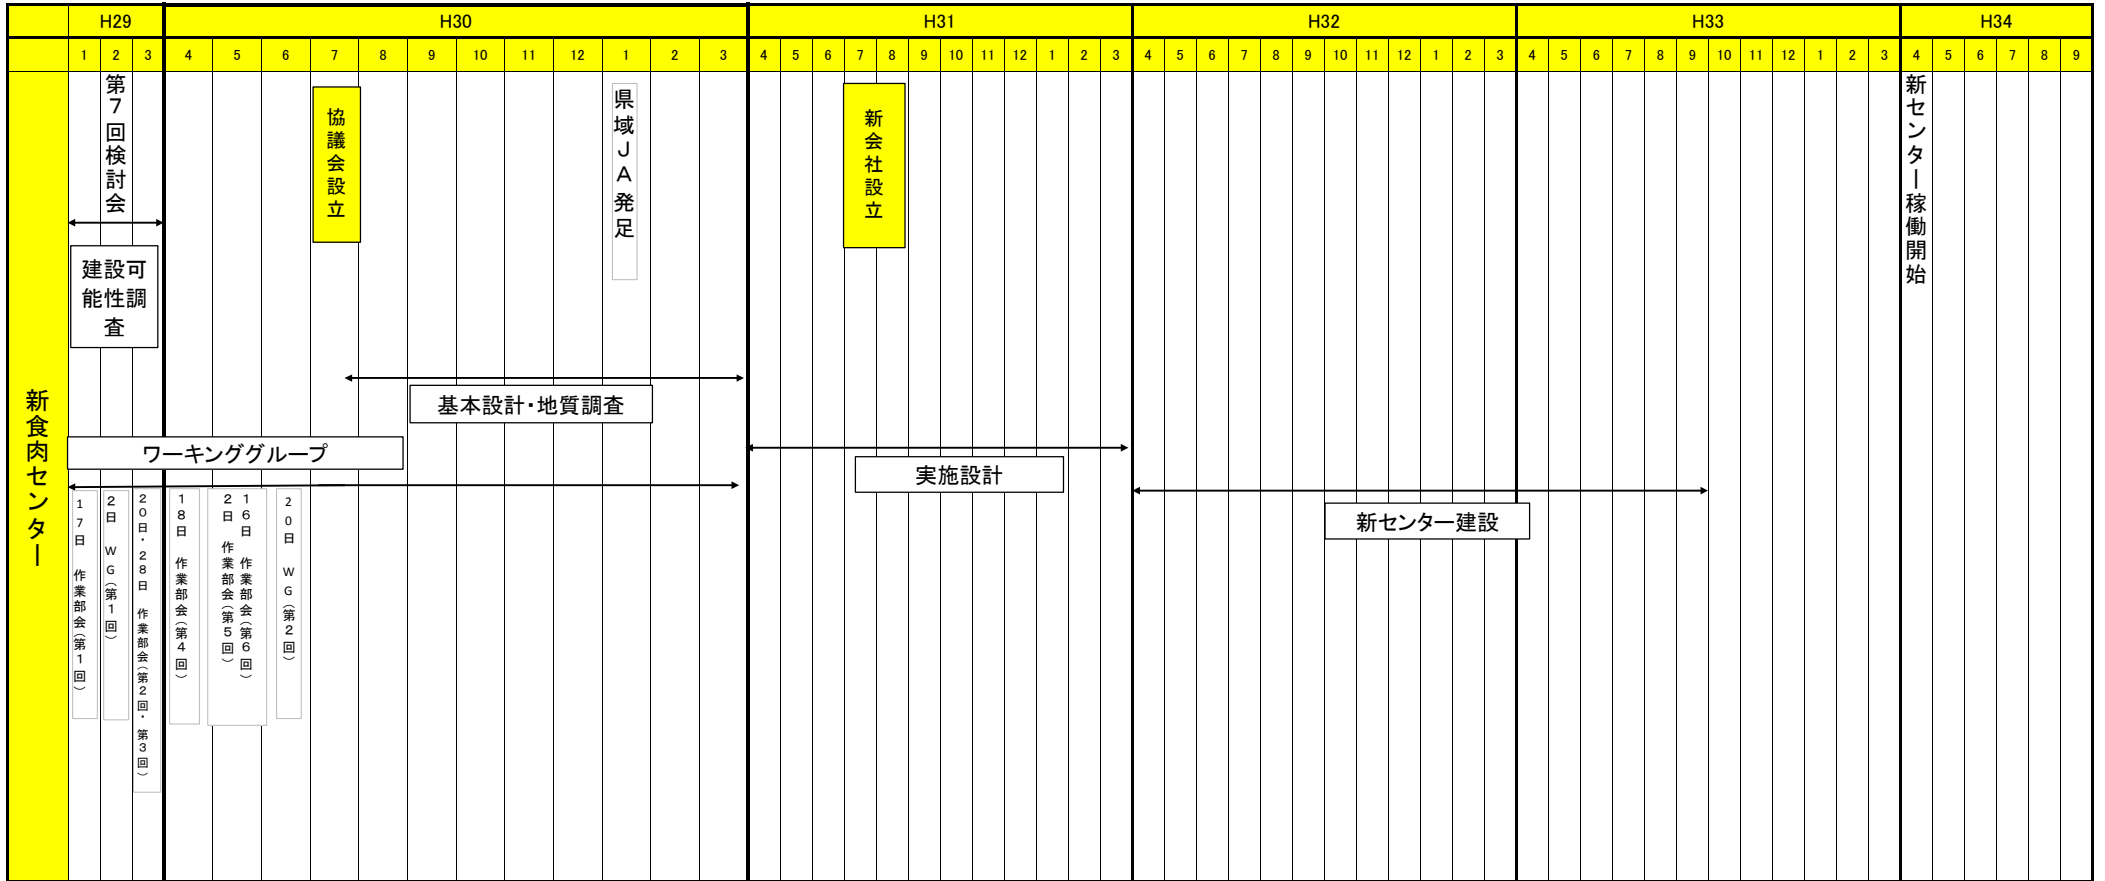 H29 H30 H31 H32 H33 H34
1 2 3 4 5 6 7 8 9 10 11 12 1 2 3 4 5 6 7 8 9 10 11 12 1 2 3 4 5 6 7 8 9 10 11 12 1 2 3 4 5 6 7 8 9 10 11 12 1 2 3 4 5 6 7 8 9
新食肉センター
第7回検討会
建設可
能性調
査
協議会設立
県域JA発足
新会社設立
新センター稼働開始
基本設計・地質調査
ワーキンググループ
実施設計
新センター建設
17日 作業部会(第1回)
2日 WG(第1回)
20日・28日 作業部会(第2回・第3回)
18日 作業部会(第4回)
16日 作業部会(第6回)
2日 作業部会(第5回)
20日 WG(第2回)